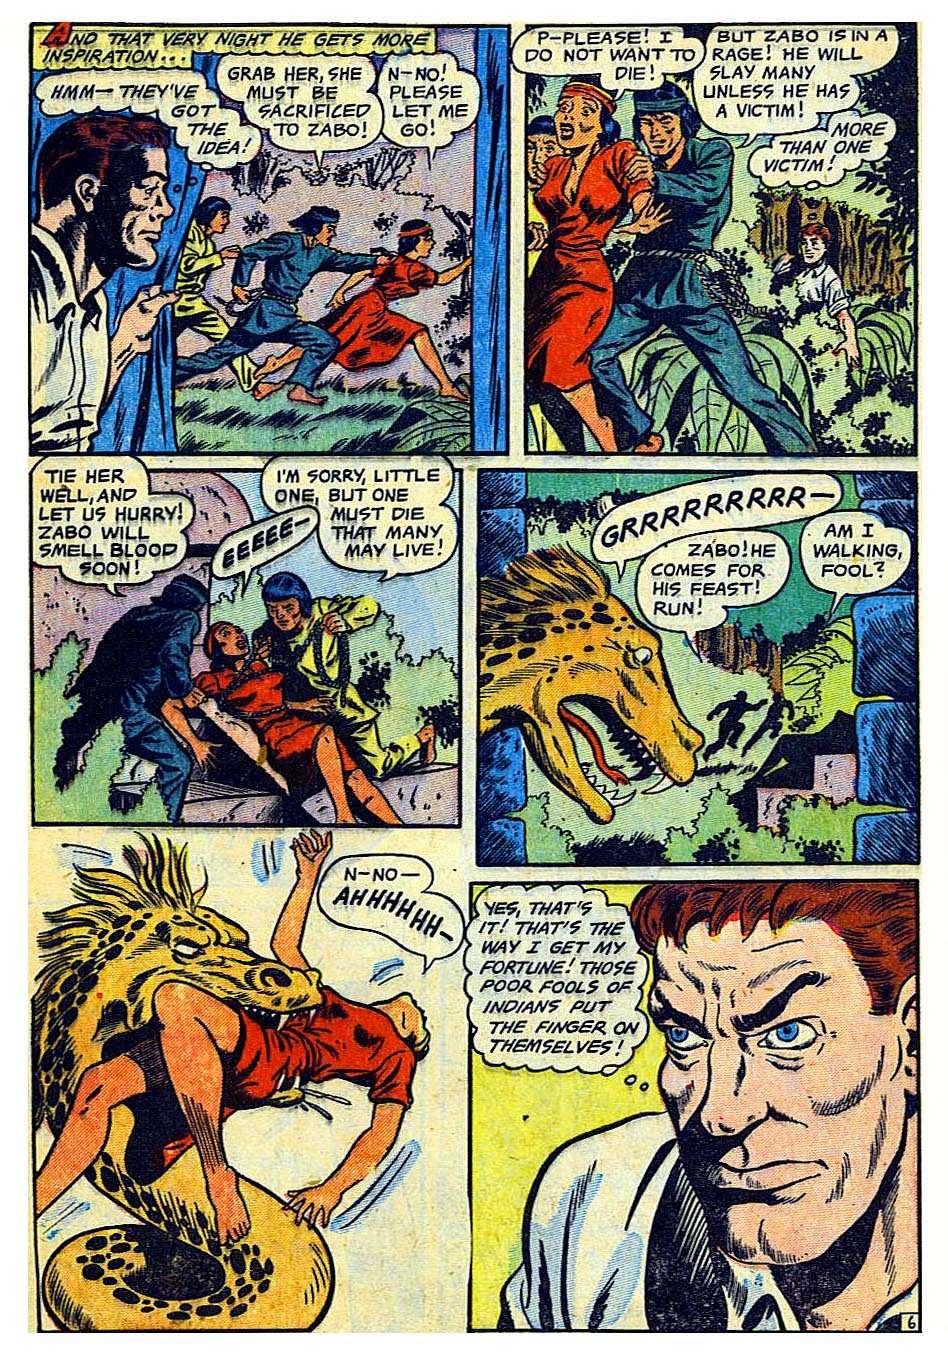 AND THAT VERY NIGHT HE GETS MORE
INSPIRATION...
HMM— THEY'VE
GOT
THE
IDEA!
GRAB HER, SHE
MUST BE
SACRIFICED
TO ZABO!
N-NO!
PLEASE
LET ME
GO!
P-PLEASE! I
DO NOT WANT TO
DIE!
BUT ZABO IS IN A
RAGE! HE WILL
SLAY MANY
UNLESS HE HAS
A VICTIM!
MORE
THAN ONE
VICTIM!
TIE HER
WELL, AND
LET US HURRY!
ZABO WILL
SMELL BLOOD
SOON!
EEEEE—
I'M SORRY, LITTLE
ONE, BUT ONE
MUST DIE
THAT MANY
MAY LIVE!
GRRRRRRRRR—
ZABO! HE
COMES FOR
HIS FEAST!
RUN!
AM I
WALKING,
FOOL?
N-NO—
AHHHHHH—
YES, THAT'S
IT! THAT'S THE
WAY I GET MY
FORTUNE! THOSE
POOR FOOLS OF
INDIANS PUT
THE FINGER ON
THEMSELVES!
6